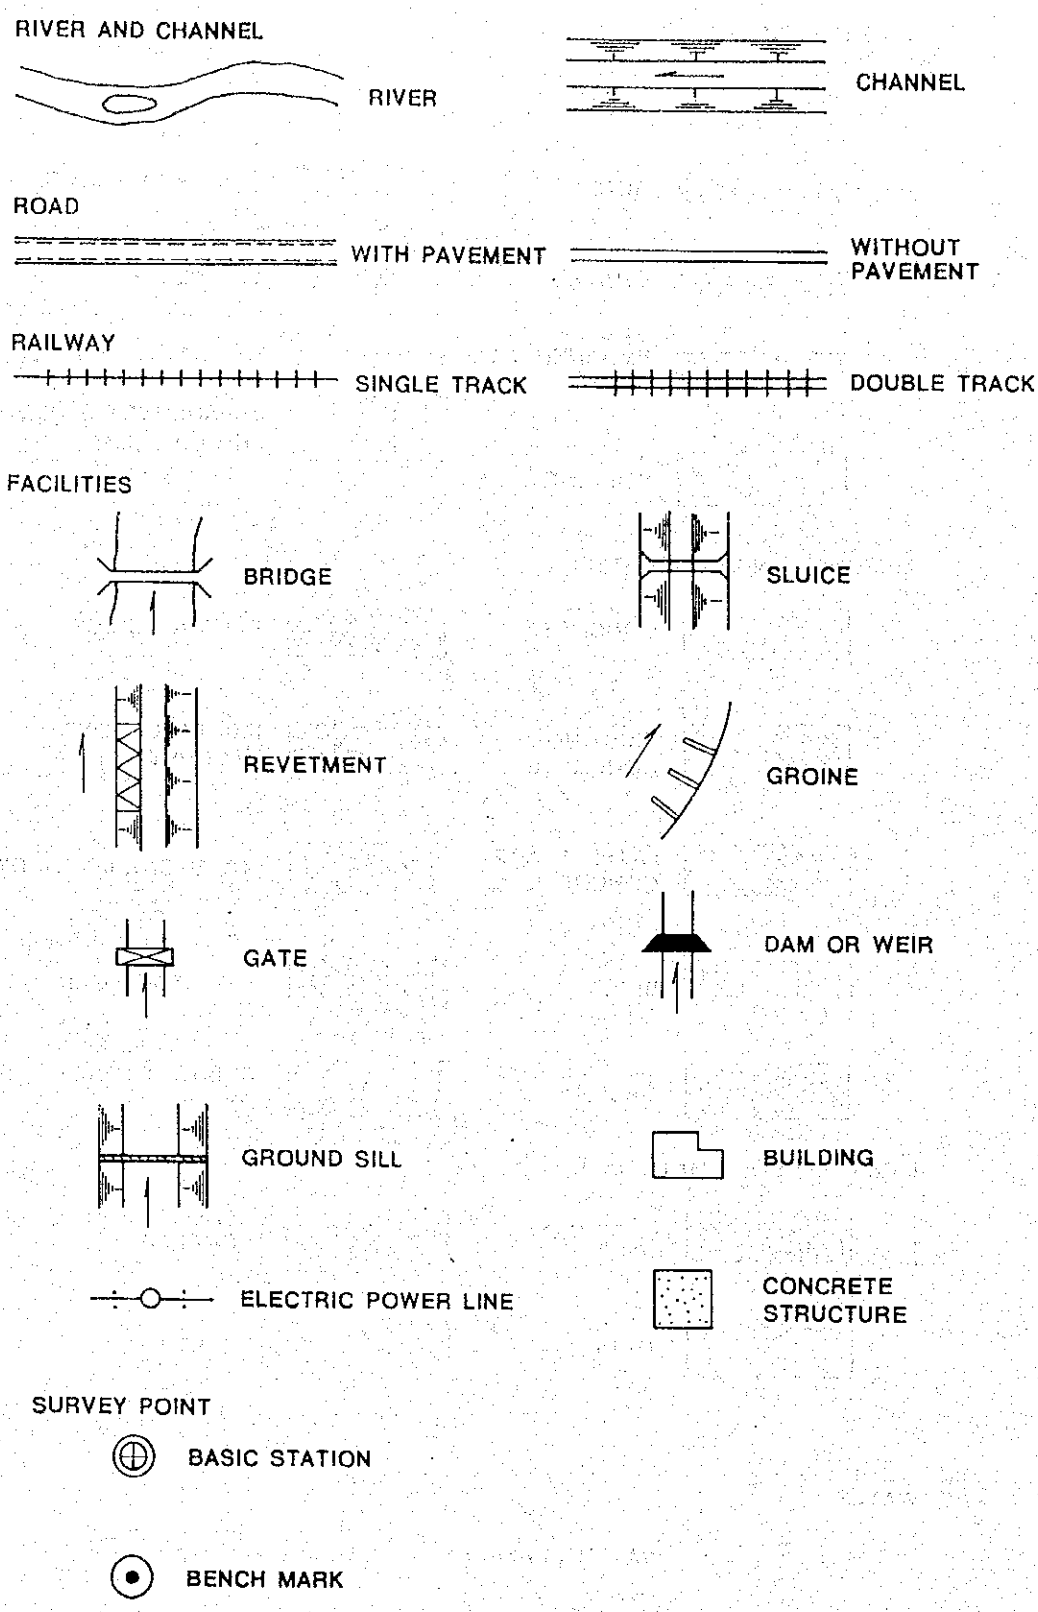 RIVER AND CHANNEL
RIVER
CHANNEL
ROAD
WITH PAVEMENT
WITHOUT
PAVEMENT
RAILWAY
SINGLE TRACK
DOUBLE TRACK
FACILITIES
BRIDGE
SLUICE
REVETMENT
GROINE
GATE
DAM OR WEIR
GROUND SILL
BUILDING
ELECTRIC POWER LINE
CONCRETE
STRUCTURE
SURVEY POINT
BASIC STATION
BENCH MARK